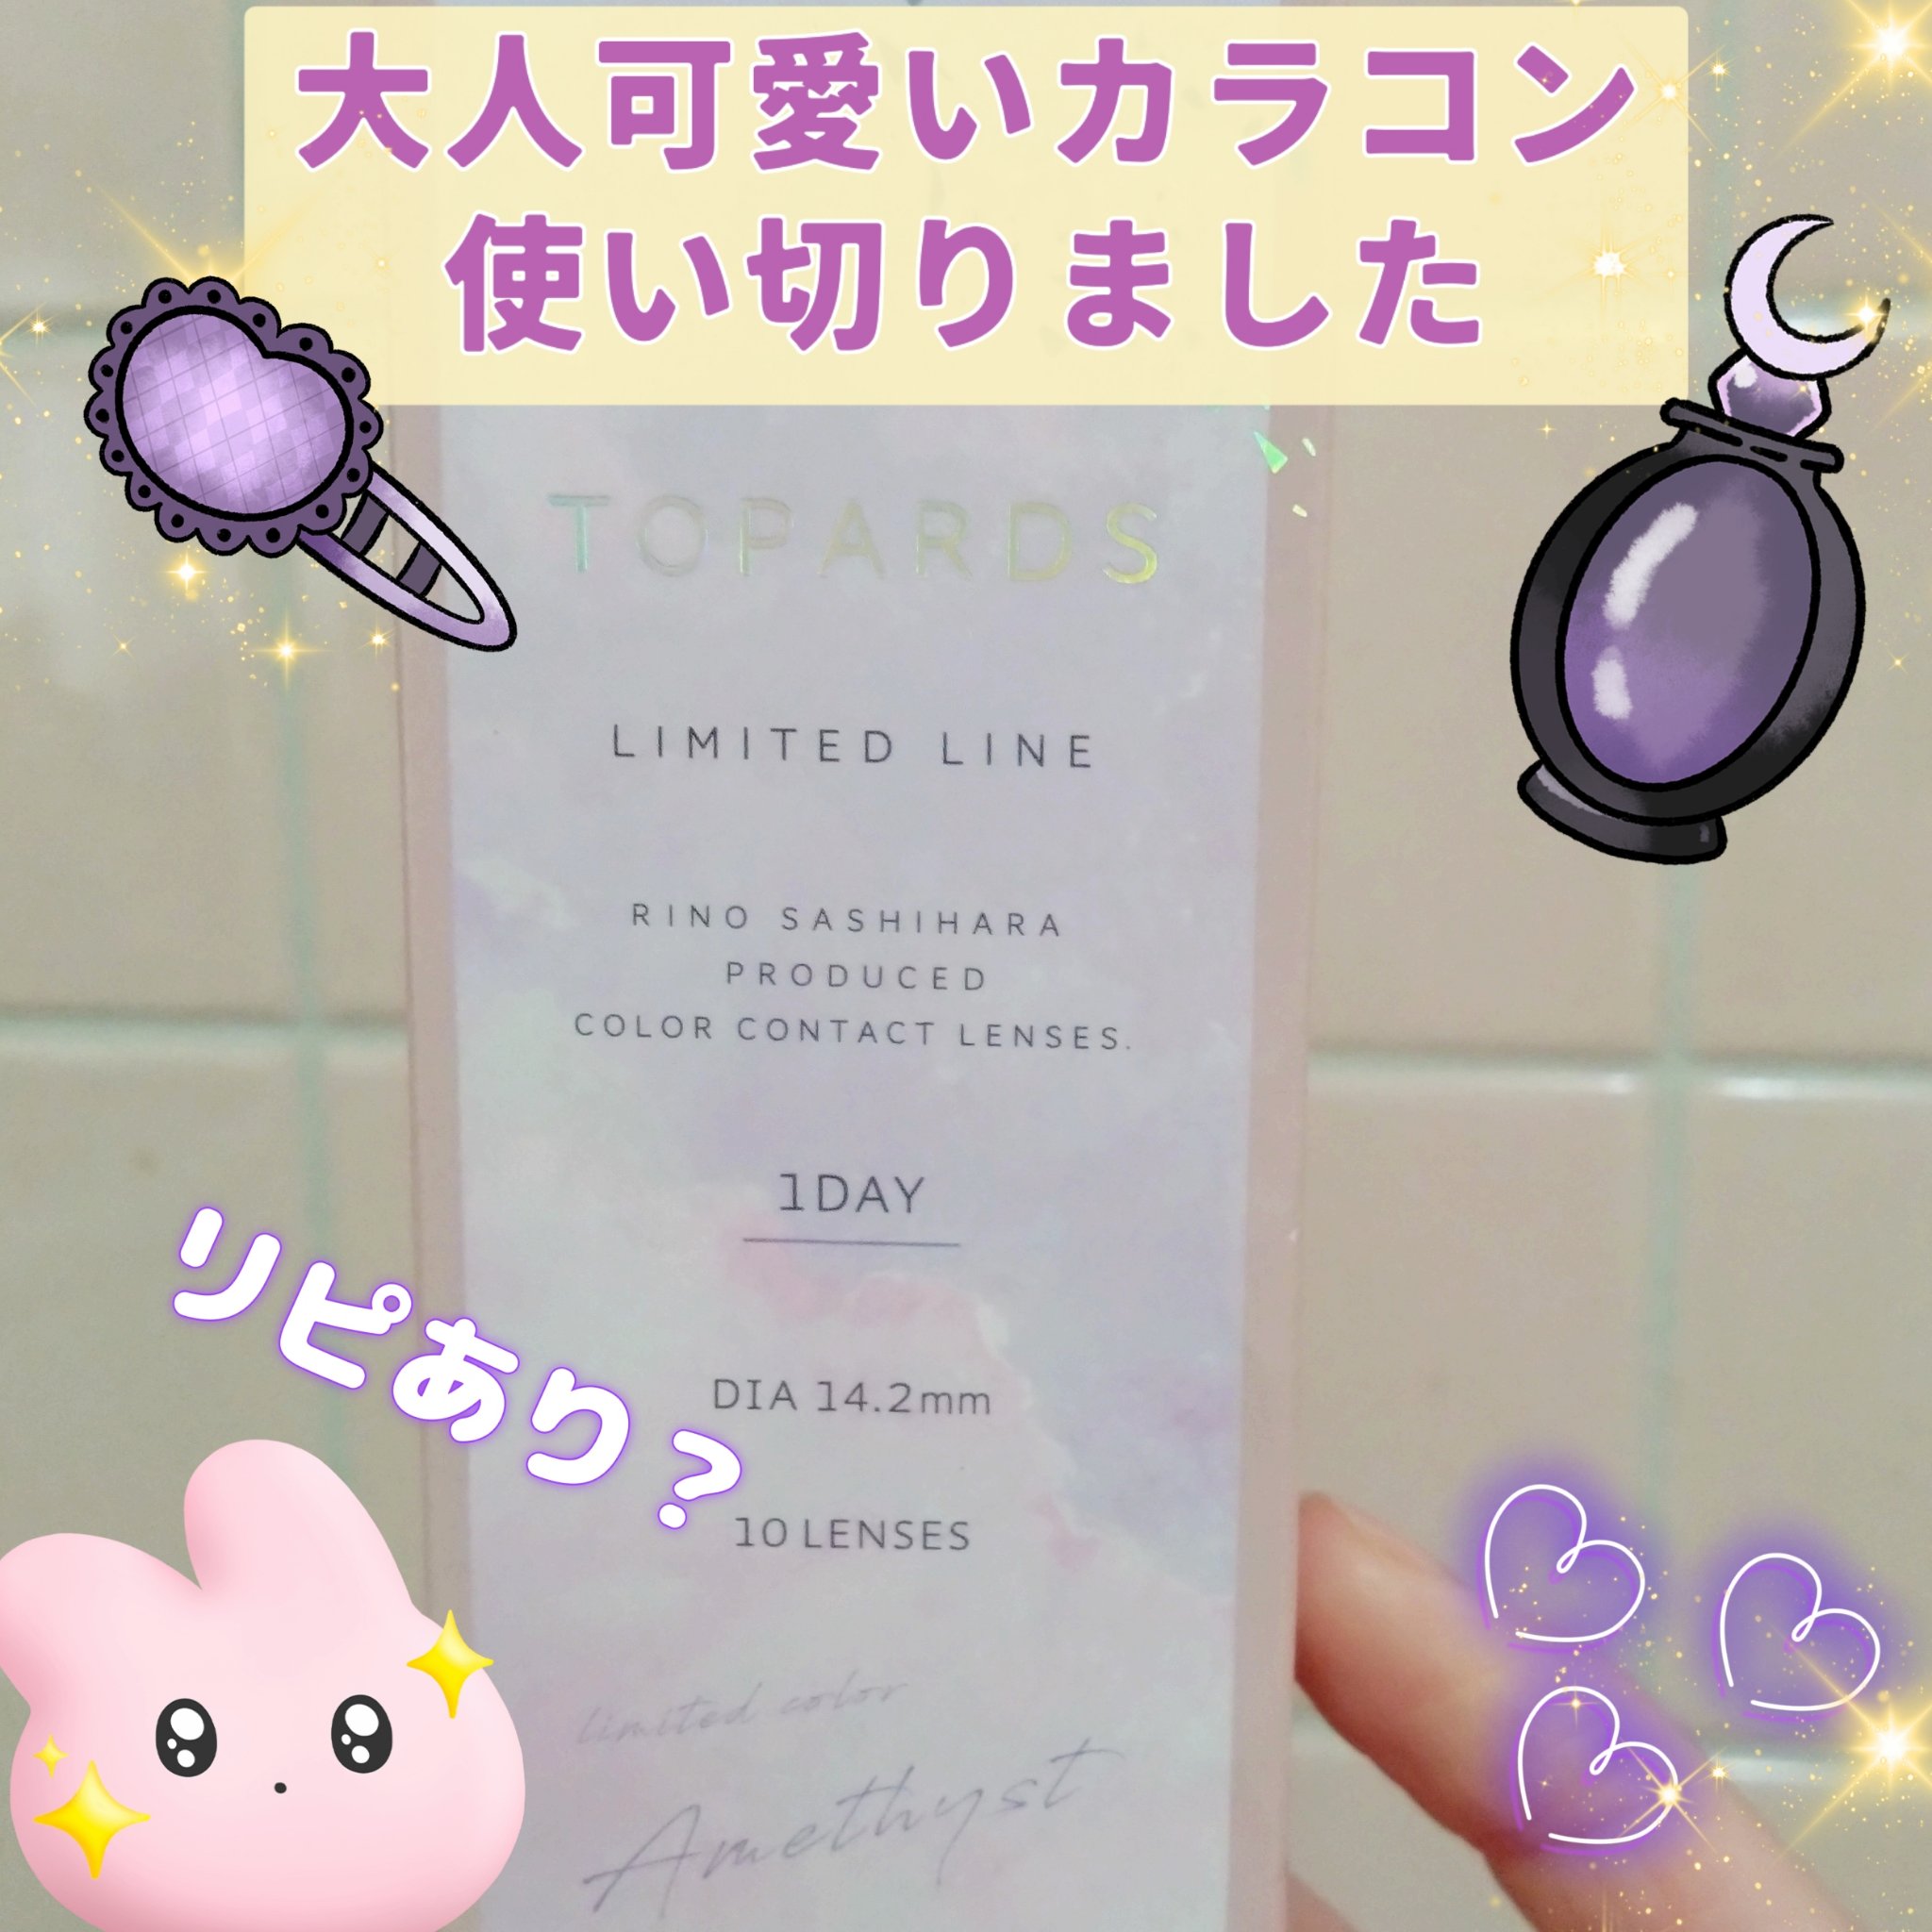 大人可愛いカラコン
使い切りました
TOPARDS
LIMITED LINE
RINO SASHIHARA
PRODUCED
COLOR CONTACT LENSES.
1DAY
リピあり？
DIA 14.2mm
10 LENSES
limited color
Amethyst